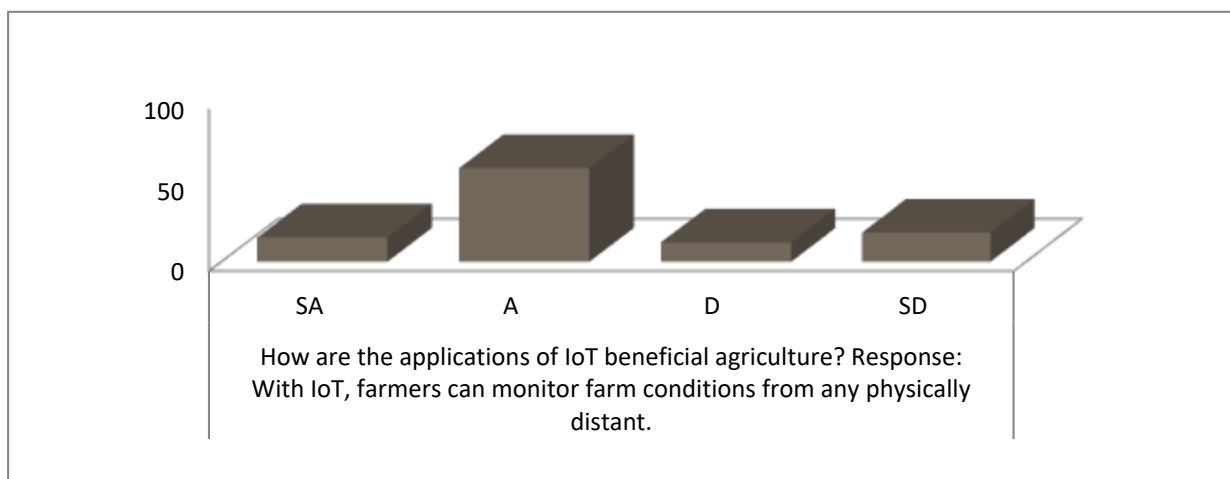 100
50
0
SA A D SD
How are the applications of IoT beneficial agriculture? Response:
With IoT, farmers can monitor farm conditions from any physically
distant.